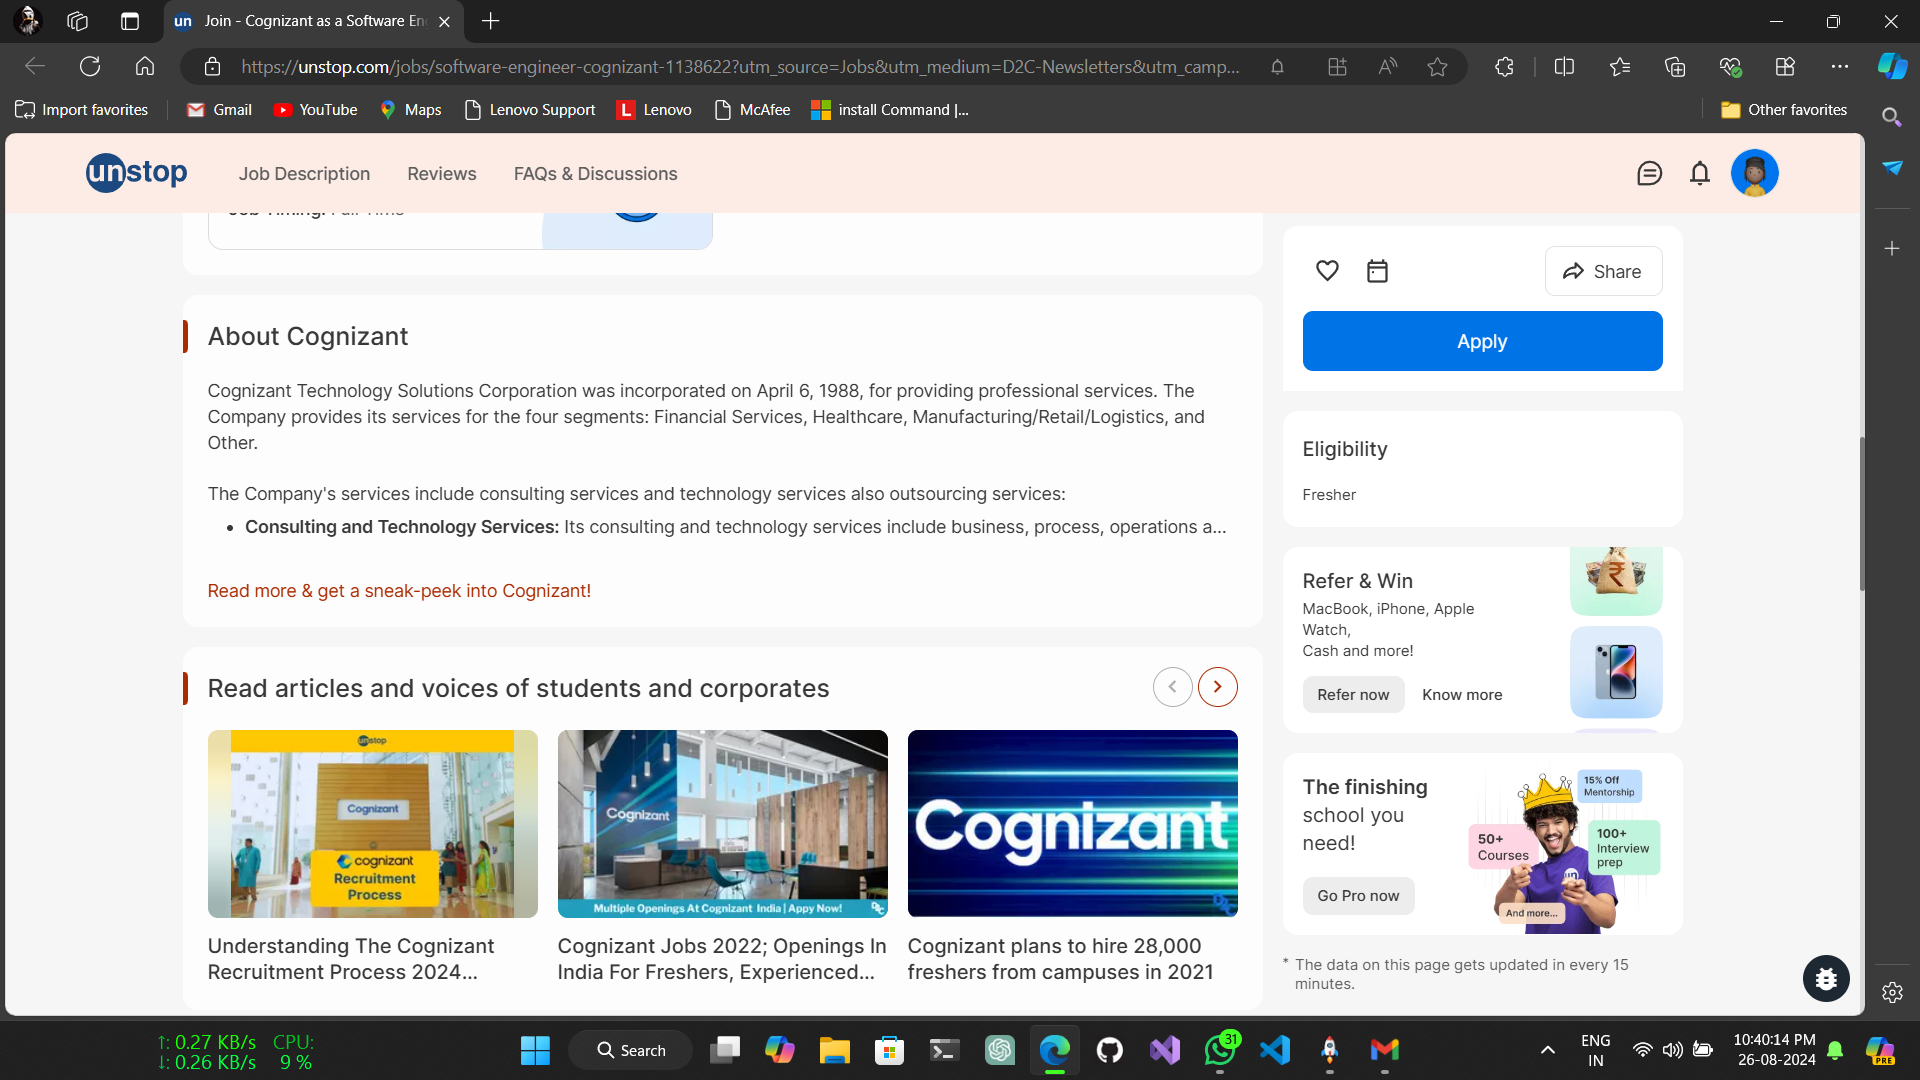 Join - Cognizant as a Software En
https://unstop.com/jobs/software-engineer-cognizant-1138622?utm_source=Jobs&utm_medium=D2C-Newsletters&utm_camp...
Import favorites
Gmail
YouTube
Maps
Lenovo Support
L Lenovo
McAfee
install Command |...
Other favorites
unstop
Job Description
Reviews
FAQs & Discussions
Job Timing: Full Time
Share
Apply
About Cognizant
Cognizant Technology Solutions Corporation was incorporated on April 6, 1988, for providing professional services. The
Company provides its services for the four segments: Financial Services, Healthcare, Manufacturing/Retail/Logistics, and
Other.
The Company's services include consulting services and technology services also outsourcing services:
• Consulting and Technology Services: Its consulting and technology services include business, process, operations a...
Read more & get a sneak-peek into Cognizant!
Eligibility
Fresher
Refer & Win
MacBook, iPhone, Apple
Watch,
Cash and more!
Refer now
Know more
Read articles and voices of students and corporates
unstop
Cognizant
cognizant
Recruitment
Process
Understanding The Cognizant
Recruitment Process 2024...
Cognizant
Multiple Openings At Cognizant India | Appy Now!
Cognizant Jobs 2022; Openings In
India For Freshers, Experienced...
Cognizant
Cognizant plans to hire 28,000
freshers from campuses in 2021
The finishing
school you
need!
Go Pro now
15% Off
Mentorship
50+
Courses
100+
Interview
prep
un
And more...
* The data on this page gets updated in every 15
minutes.
↑: 0.27 KB/s CPU:
↓: 0.26 KB/s 9 %
Search
31
ENG
IN
10:40:14 PM
26-08-2024
PRE